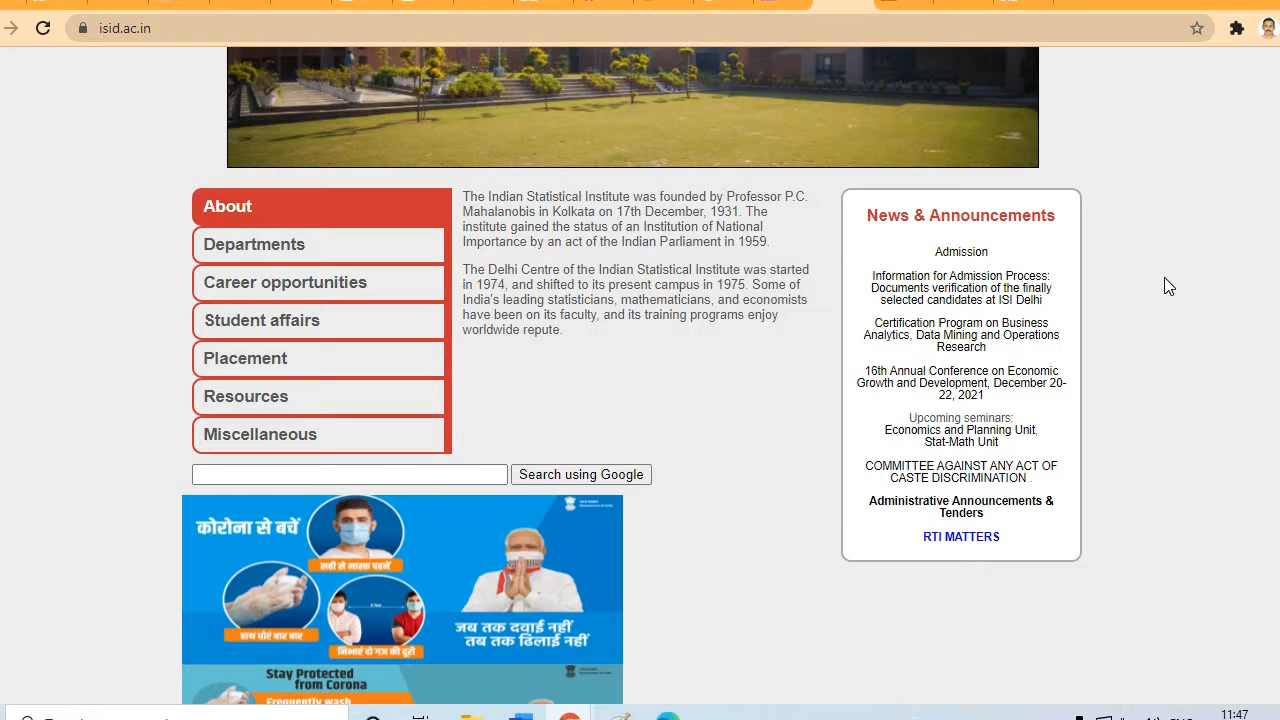 isid.ac.in
About
Departments
Career opportunities
Student affairs
Placement
Resources
Miscellaneous
The Indian Statistical Institute was founded by Professor P.C.
Mahalanobis in Kolkata on 17th December, 1931. The
institute gained the status of an Institution of National
Importance by an act of the Indian Parliament in 1959.
The Delhi Centre of the Indian Statistical Institute was started
in 1974, and shifted to its present campus in 1975. Some of
India's leading statisticians, mathematicians, and economists
have been on its faculty, and its training programs enjoy
worldwide repute.
News & Announcements
Admission
Information for Admission Process:
Documents verification of the finally
selected candidates at ISI Delhi
Certification Program on Business
Analytics, Data Mining and Operations
Research
16th Annual Conference on Economic
Growth and Development, December 20-
22, 2021
Upcoming seminars:
Economics and Planning Unit,
Stat-Math Unit
COMMITTEE AGAINST ANY ACT OF
CASTE DISCRIMINATION .
Administrative Announcements &
Tenders
RTI MATTERS
Search using Google
कोरोना से बचें
सही से मास्क पहनें
हाथ धोएं बार बार
निभाएं दो गज की दूरी
जब तक दवाई नहीं
तब तक ढिलाई नहीं
Stay Protected
from Corona
Frequently wash
11:47